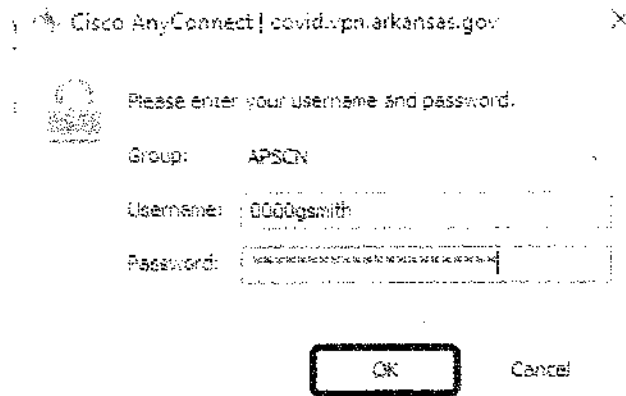 Cisco AnyConnect | covid.vpn.arkansas.gov
Please enter your username and password.
Group: APSCN
Username: 0000gsmith
Password: ************************
OK Cancel